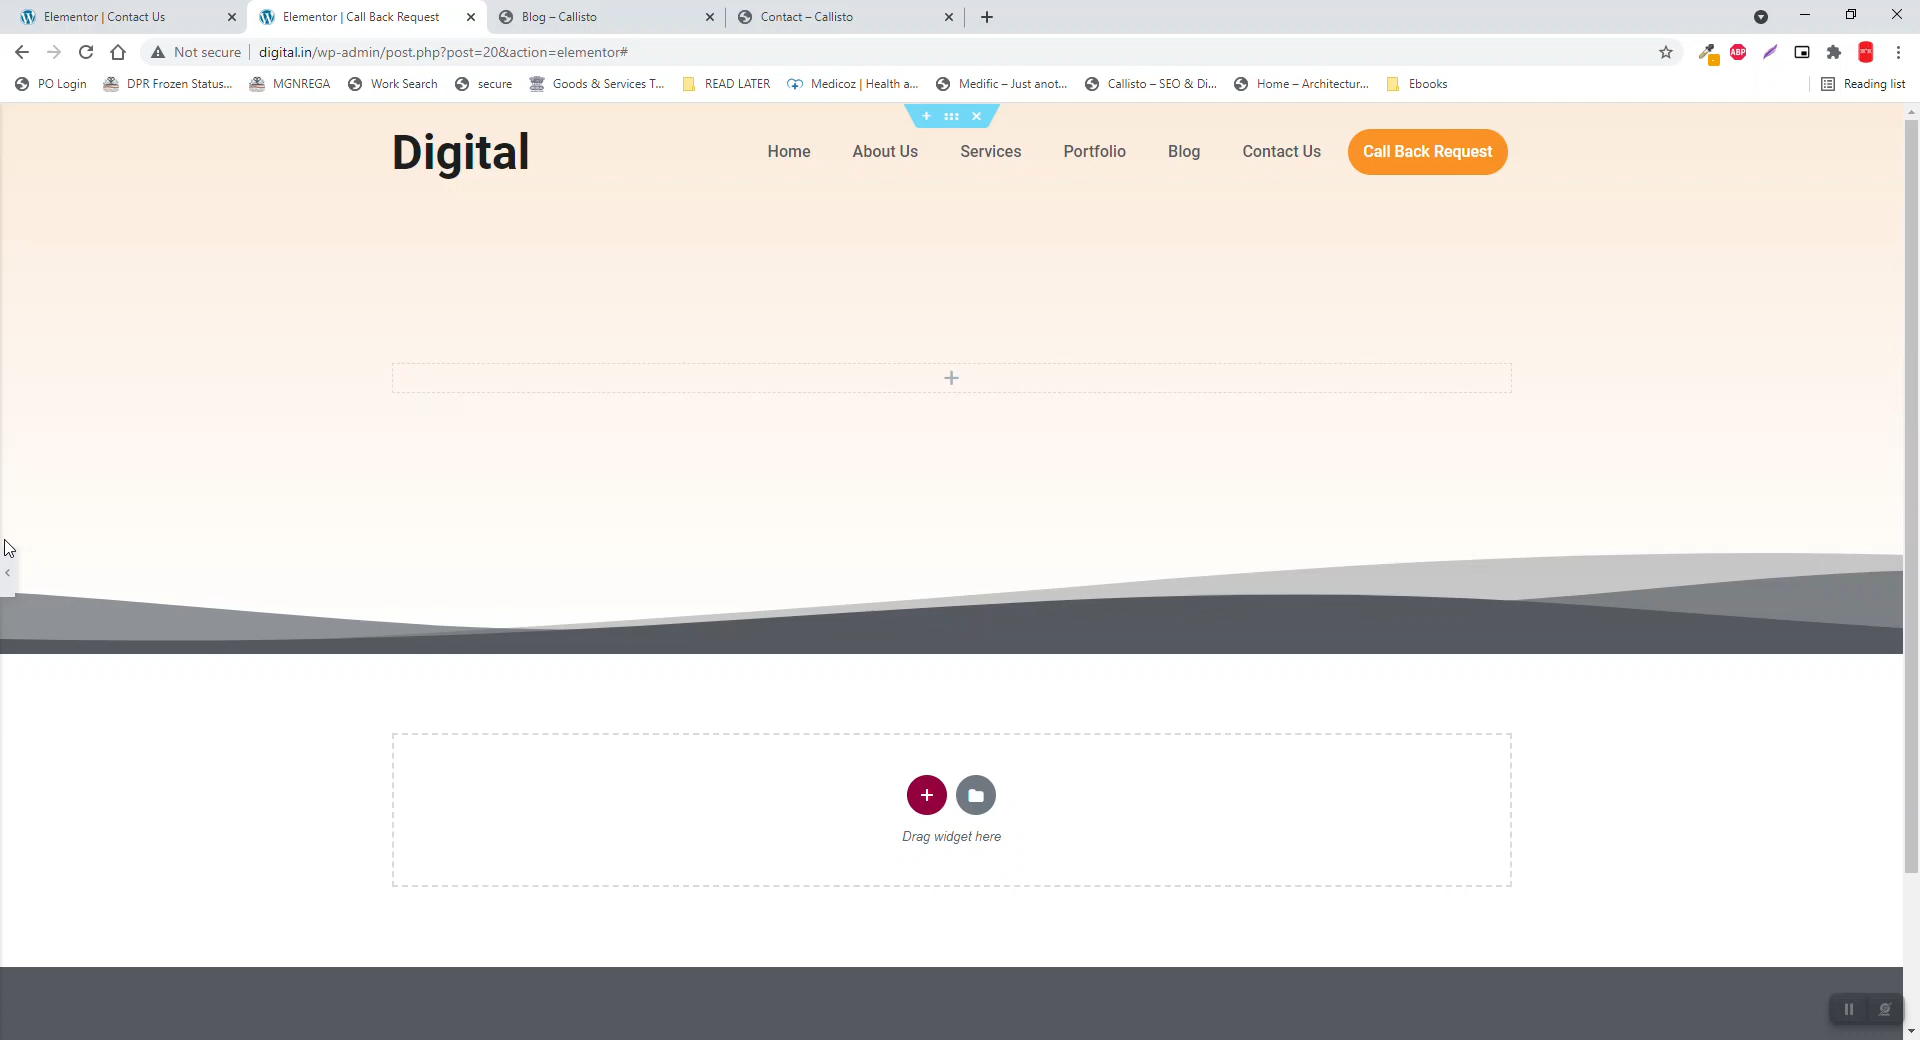 Elementor | Contact Us
Elementor | Call Back Request
Blog – Callisto
Contact – Callisto
Not secure
digital.in/wp-admin/post.php?post=20&action=elementor#
ABP
PO Login
DPR Frozen Status...
MGNREGA
Work Search
secure
Goods & Services T...
READ LATER
Medicoz | Health a...
Medific – Just anot...
Callisto – SEO & Di...
Home – Architectur...
Ebooks
Reading list
Digital
Home
About Us
Services
Portfolio
Blog
Contact Us
Call Back Request
Drag widget here